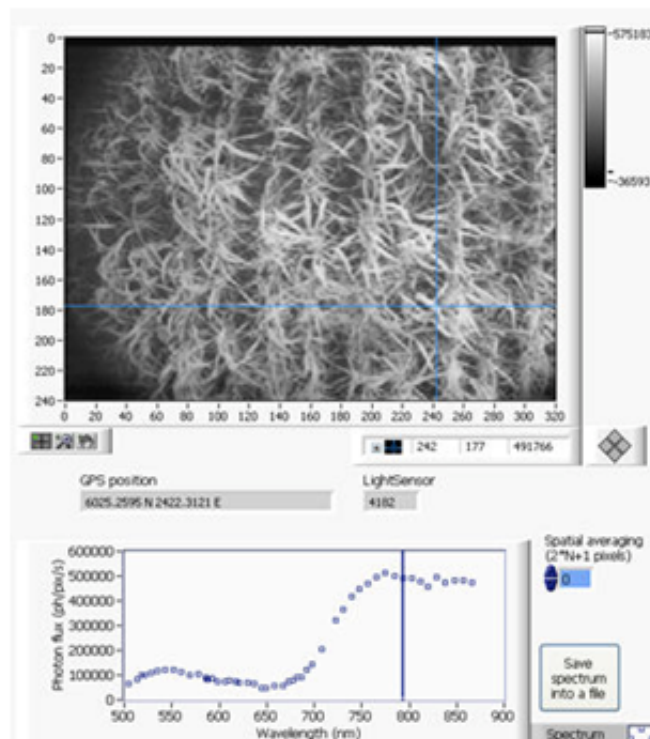 0
20
40
60
80
100
120
140
160
180
200
220
240
0 20 40 60 80 100 120 140 160 180 200 220 240 260 280 300 320
-575183
-36593
242 177 491766
GPS position
6025.2595 N 2422.3121 E
LightSensor
4182
Photon flux (ph/pix/s)
600000
500000
400000
300000
200000
100000
0
500 550 600 650 700 750 800 850 900
Wavelength (nm)
Spatial averaging
(2*N+1 pixels)
0
Save
spectrum
into a file
Spectrum